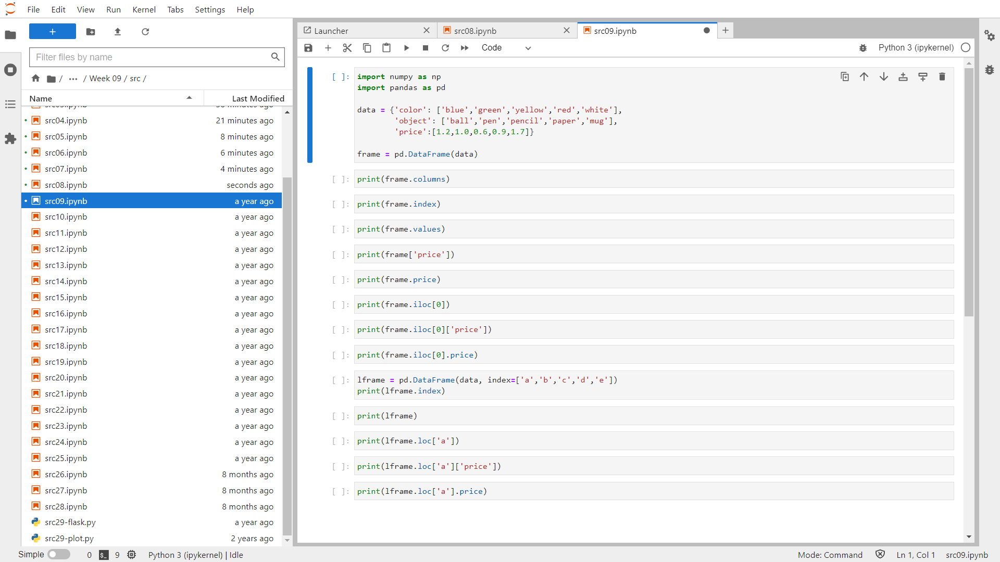 File Edit View Run Kernel Tabs Settings Help
+
Filter files by name
/ ··· / Week 09 / src /
Name Last Modified
src04.ipynb 21 minutes ago
src05.ipynb 8 minutes ago
src06.ipynb 6 minutes ago
src07.ipynb 4 minutes ago
src08.ipynb seconds ago
src09.ipynb a year ago
src10.ipynb a year ago
src11.ipynb a year ago
src12.ipynb a year ago
src13.ipynb a year ago
src14.ipynb a year ago
src15.ipynb a year ago
src16.ipynb a year ago
src17.ipynb a year ago
src18.ipynb a year ago
src19.ipynb a year ago
src20.ipynb a year ago
src21.ipynb a year ago
src22.ipynb a year ago
src23.ipynb a year ago
src24.ipynb a year ago
src25.ipynb a year ago
src26.ipynb 8 months ago
src27.ipynb 8 months ago
src28.ipynb 8 months ago
src29-flask.py a year ago
src29-plot.py 2 years ago
Launcher src08.ipynb src09.ipynb
Code Python 3 (ipykernel)
[ ]: import numpy as np
import pandas as pd
data = {'color': ['blue','green','yellow','red','white'],
'object': ['ball','pen','pencil','paper','mug'],
'price':[1.2,1.0,0.6,0.9,1.7]}
frame = pd.DataFrame(data)
[ ]: print(frame.columns)
[ ]: print(frame.index)
[ ]: print(frame.values)
[ ]: print(frame['price'])
[ ]: print(frame.price)
[ ]: print(frame.iloc[0])
[ ]: print(frame.iloc[0]['price'])
[ ]: print(frame.iloc[0].price)
[ ]: lframe = pd.DataFrame(data, index=['a','b','c','d','e'])
print(lframe.index)
[ ]: print(lframe)
[ ]: print(lframe.loc['a'])
[ ]: print(lframe.loc['a']['price'])
[ ]: print(lframe.loc['a'].price)
Simple 0 $_ 9 Python 3 (ipykernel) | Idle Mode: Command Ln 1, Col 1 src09.ipynb